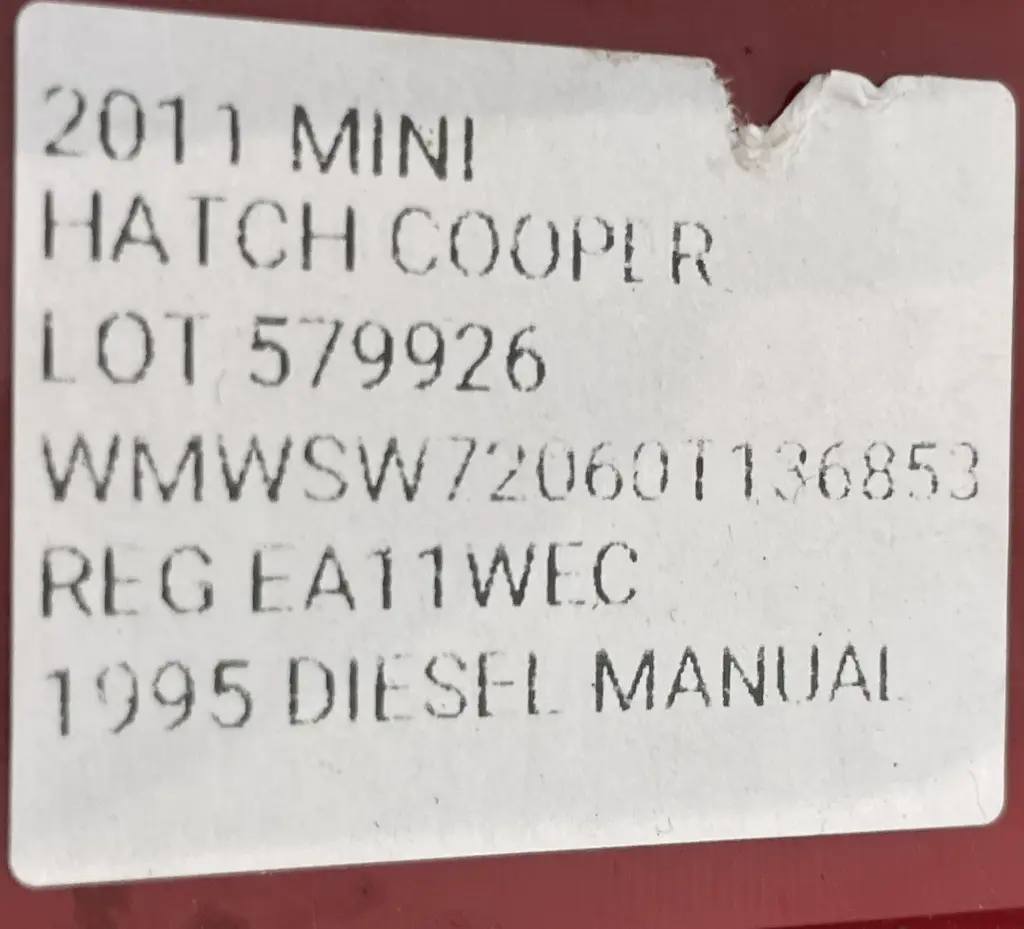 2011 MINI
HATCH COOPER
LOT 579926
WMWSW72060T136853
REG EA11WEC
1995 DIESEL MANUAL